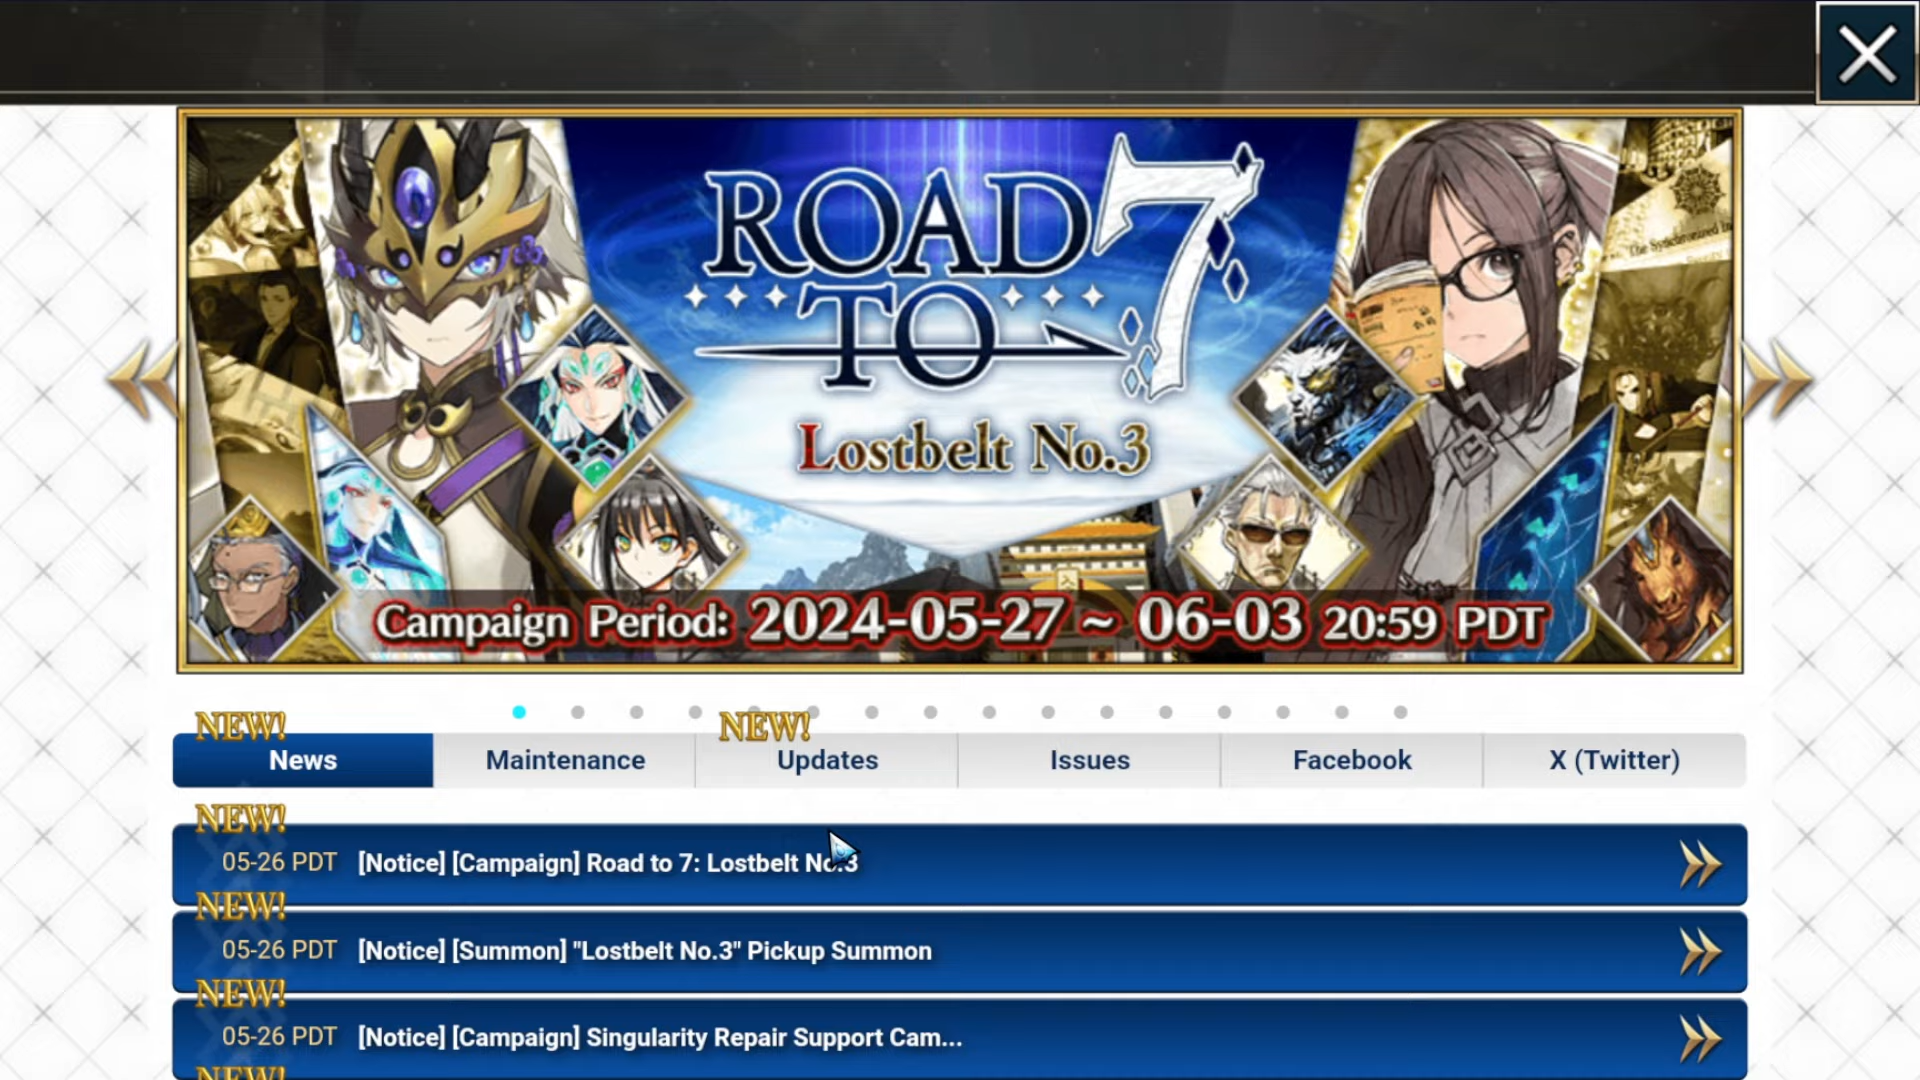 ROAD
TO 7
Lostbelt No.3
Campaign Period: 2024-05-27 ~ 06-03 20:59 PDT
NEW!
NEW!
News
Maintenance
Updates
Issues
Facebook
X (Twitter)
NEW!
05-26 PDT [Notice] [Campaign] Road to 7: Lostbelt No.3
NEW!
05-26 PDT [Notice] [Summon] "Lostbelt No.3" Pickup Summon
NEW!
05-26 PDT [Notice] [Campaign] Singularity Repair Support Cam...
NEW!